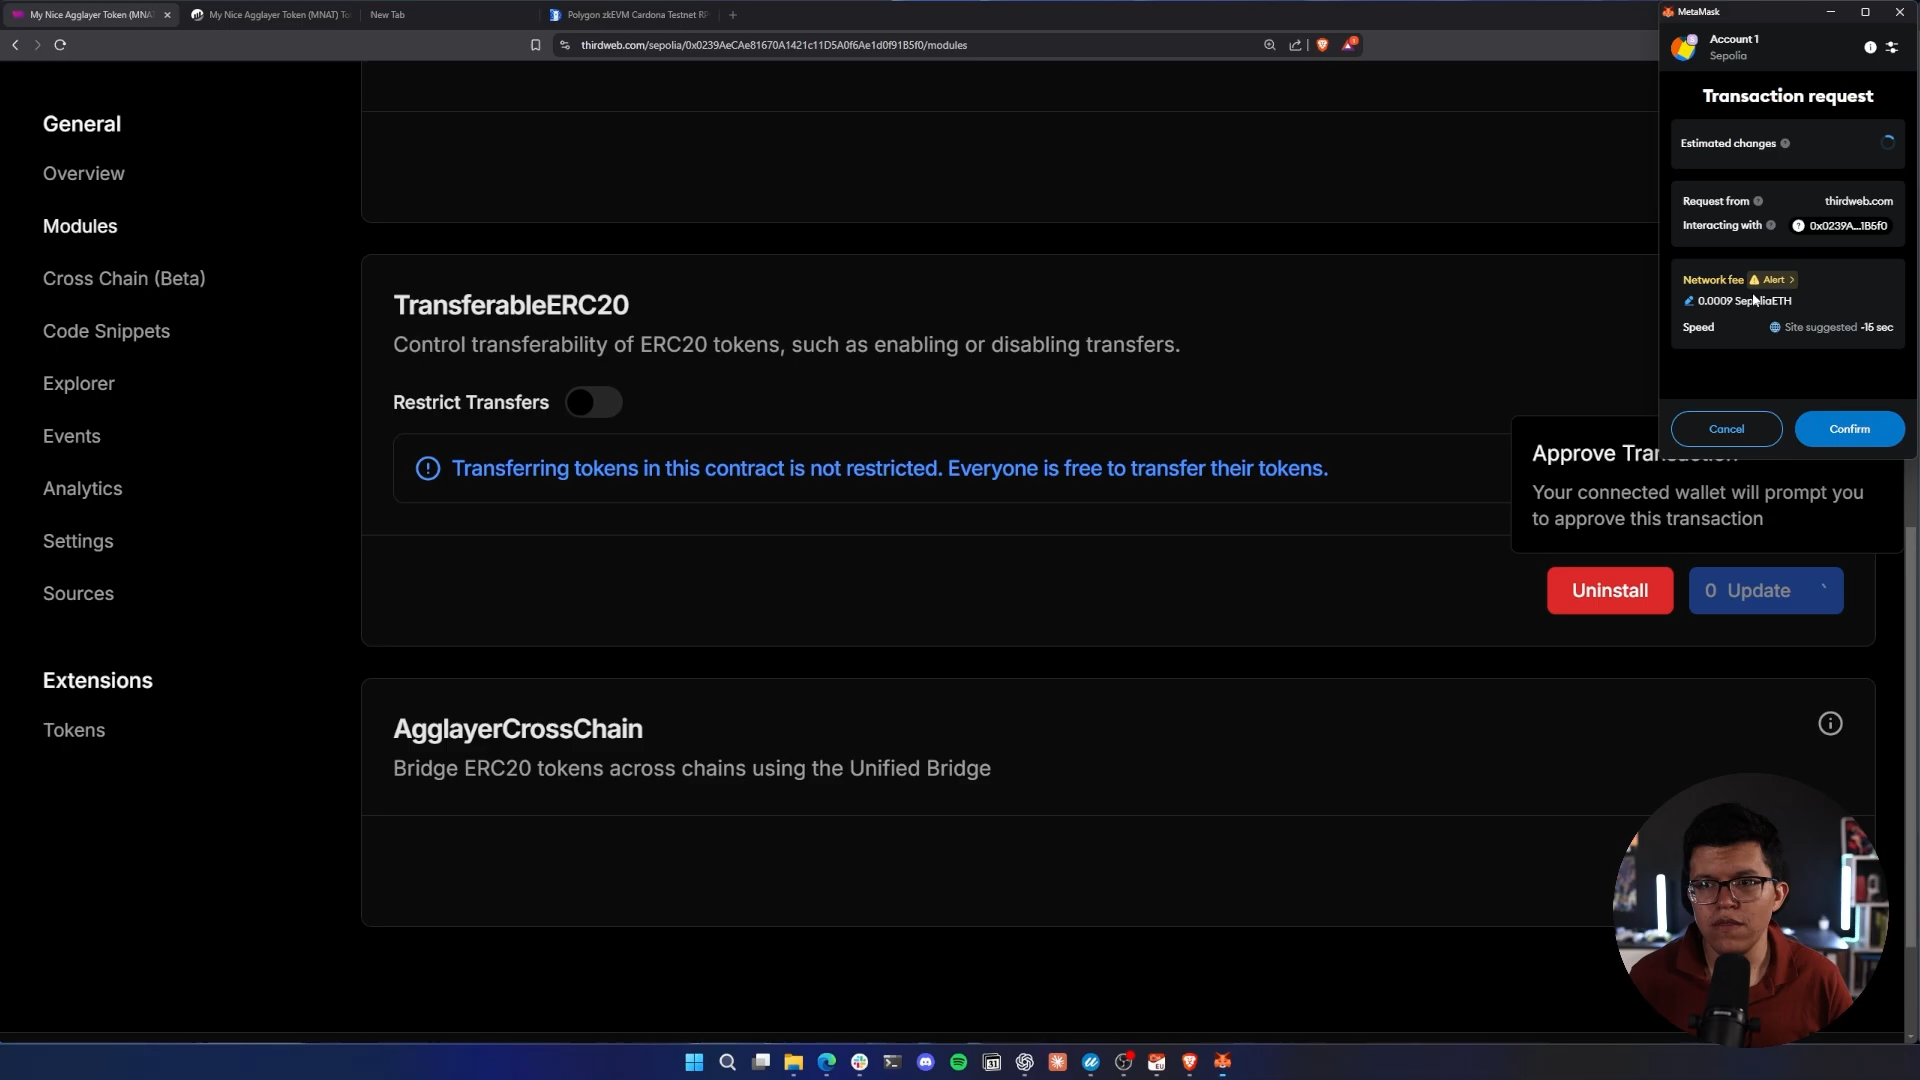 My Nice Agglayer Token (MNA
My Nice Agglayer Token (MNAT) To
New Tab
Polygon zkEVM Cardona Testnet RP
thirdweb.com/sepolia/0x0239AeCAe81670A1421c11D5A0f6Ae1d0f91B5f0/modules
General
Overview
Modules
Cross Chain (Beta)
Code Snippets
Explorer
Events
Analytics
Settings
Sources
Extensions
Tokens
TransferableERC20
Control transferability of ERC20 tokens, such as enabling or disabling transfers.
Restrict Transfers
Transferring tokens in this contract is not restricted. Everyone is free to transfer their tokens.
Uninstall
0 Update
AgglayerCrossChain
Bridge ERC20 tokens across chains using the Unified Bridge
MetaMask
Account 1
Sepolia
Transaction request
Estimated changes
Request from thirdweb.com
Interacting with 0x0239A...1B5f0
Network fee Alert >
0.0009 SepoliaETH
Speed Site suggested ~15 sec
Cancel
Confirm
Approve Transaction
Your connected wallet will prompt you
to approve this transaction